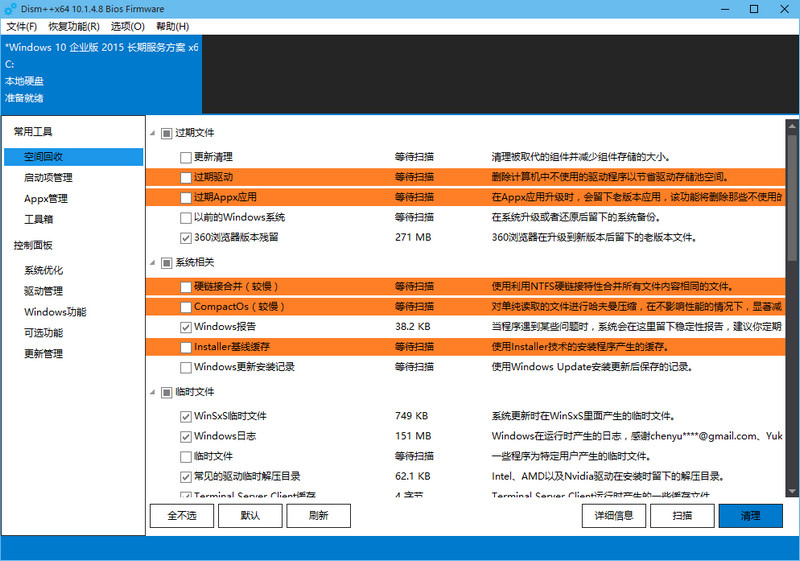 Dism++x64 10.1.4.8 Bios Firmware
文件(F) 恢复功能(R) 选项(O) 帮助(H)
*Windows 10 企业版 2015 长期服务方案 x6
C:
本地硬盘
准备就绪
常用工具
空间回收
启动项管理
Appx管理
工具箱
控制面板
系统优化
驱动管理
Windows功能
可选功能
更新管理
过期文件
更新清理 等待扫描 清理被取代的组件并减少组件存储的大小。
过期驱动 等待扫描 删除计算机中不使用的驱动程序以节省驱动存储池空间。
过期Appx应用 等待扫描 在Appx应用升级时，会留下老版本应用，该功能将删除那些不使用的
以前的Windows系统 等待扫描 在系统升级或者还原后留下的系统备份。
360浏览器版本残留 271 MB 360浏览器在升级到新版本后留下的老版本文件。
系统相关
硬链接合并（较慢） 等待扫描 使用利用NTFS硬链接特性合并所有文件内容相同的文件。
CompactOs（较慢） 等待扫描 对单纯读取的文件进行哈夫曼压缩，在不影响性能的情况下，显著减
Windows报告 38.2 KB 当程序遇到某些问题时，系统会在这里留下稳定性报告，建议你定期
Installer基线缓存 等待扫描 使用Installer技术的安装程序产生的缓存。
Windows更新安装记录 等待扫描 使用Windows Update安装更新后保存的记录。
临时文件
WinSxS临时文件 749 KB 系统更新时在WinSxS里面产生的临时文件。
Windows日志 151 MB Windows在运行时产生的日志，感谢chenyu****@gmail.com、Yuk
临时文件 等待扫描 一些程序为特定用户产生的临时文件。
常见的驱动临时解压目录 62.1 KB Intel、AMD以及Nvidia驱动在安装时留下的解压目录。
Terminal Server Client缓存 4 字节 Terminal Server Client运行时产生的一些缓存文件
全不选 默认 刷新 详细信息 扫描 清理